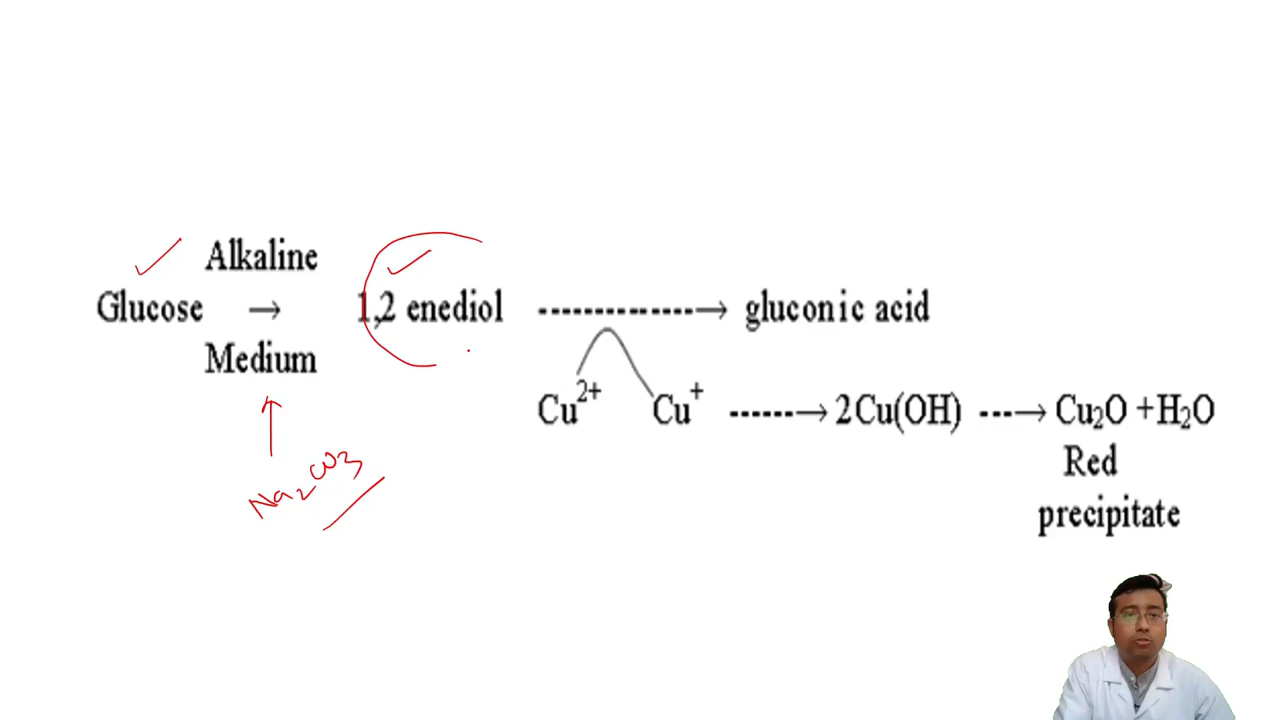 Alkaline
Glucose → 1,2 enediol ------------→ gluconic acid
Medium
Cu²⁺ Cu⁺ ------→ 2Cu(OH) ---→ Cu₂O +H₂O
Red
precipitate
Na₂CO₃